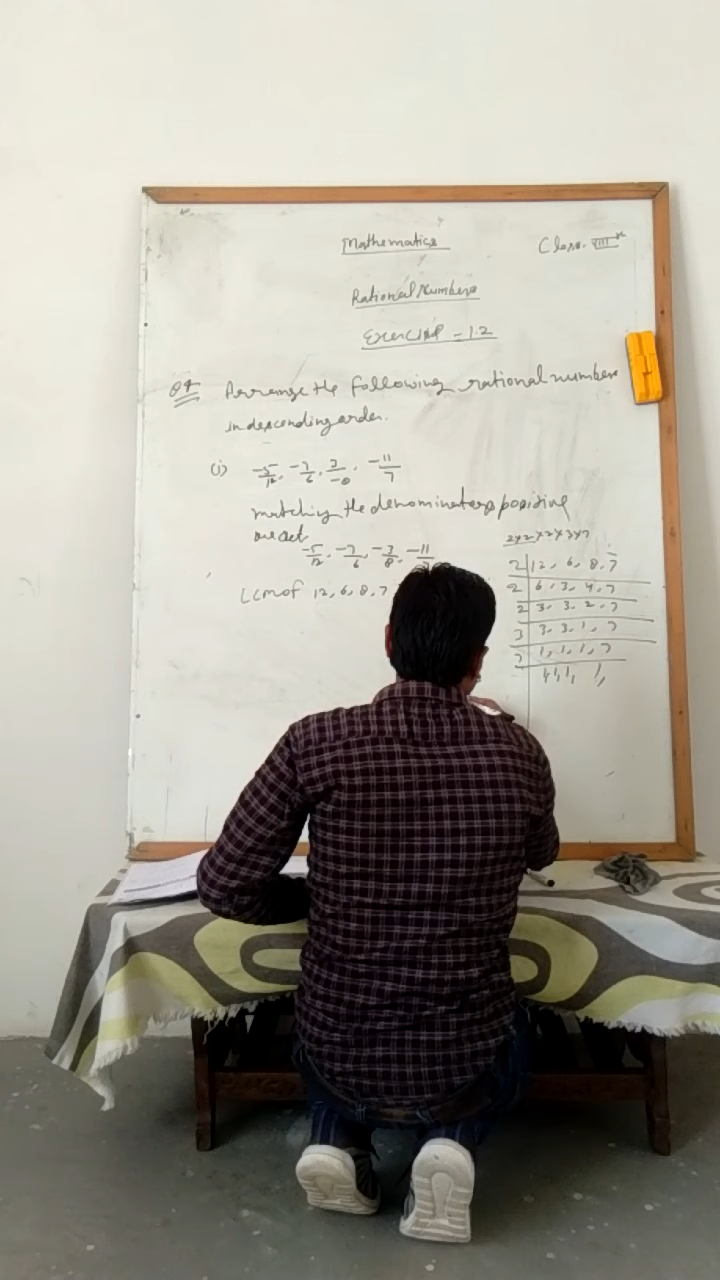 Mathematics
Class. VIII
Rational Numbers
Exercise - 1.2
Q4 Arrange the following rational numbers
in descending order.
(i) -5/12, -7/6, 7/-8, -11/7
matching the denominators positive
we get
-5/12, -7/6, -7/8, -11
LCM of 12, 6, 8, 7
2×2×2×3×7
2 | 12, 6, 8, 7
2 | 6, 3, 4, 7
2 | 3, 3, 2, 7
3 | 3, 3, 1, 7
7 | 1, 1, 1, 7
1, 1, 1, 1,